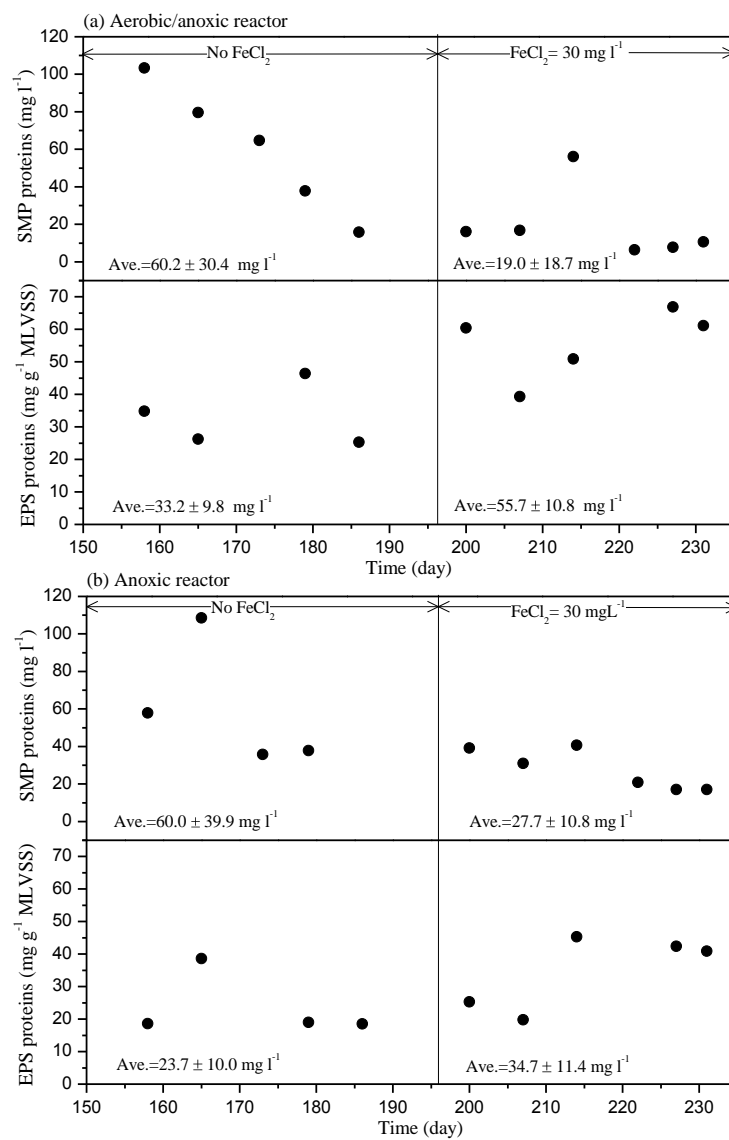 (a) Aerobic/anoxic reactor
No FeCl₂
FeCl₂= 30 mg l⁻¹
SMP proteins (mg l⁻¹)
120
100
80
60
40
20
0
Ave.=60.2 ± 30.4 mg l⁻¹
Ave.=19.0 ± 18.7 mg l⁻¹
EPS proteins (mg g⁻¹ MLVSS)
70
60
50
40
30
20
10
0
Ave.=33.2 ± 9.8 mg l⁻¹
Ave.=55.7 ± 10.8 mg l⁻¹
150 160 170 180 190 200 210 220 230
Time (day)
(b) Anoxic reactor
No FeCl₂
FeCl₂= 30 mgL⁻¹
SMP proteins (mg l⁻¹)
120
100
80
60
40
20
0
Ave.=60.0 ± 39.9 mg l⁻¹
Ave.=27.7 ± 10.8 mg l⁻¹
EPS proteins (mg g⁻¹ MLVSS)
70
60
50
40
30
20
10
0
Ave.=23.7 ± 10.0 mg l⁻¹
Ave.=34.7 ± 11.4 mg l⁻¹
150 160 170 180 190 200 210 220 230
Time (day)